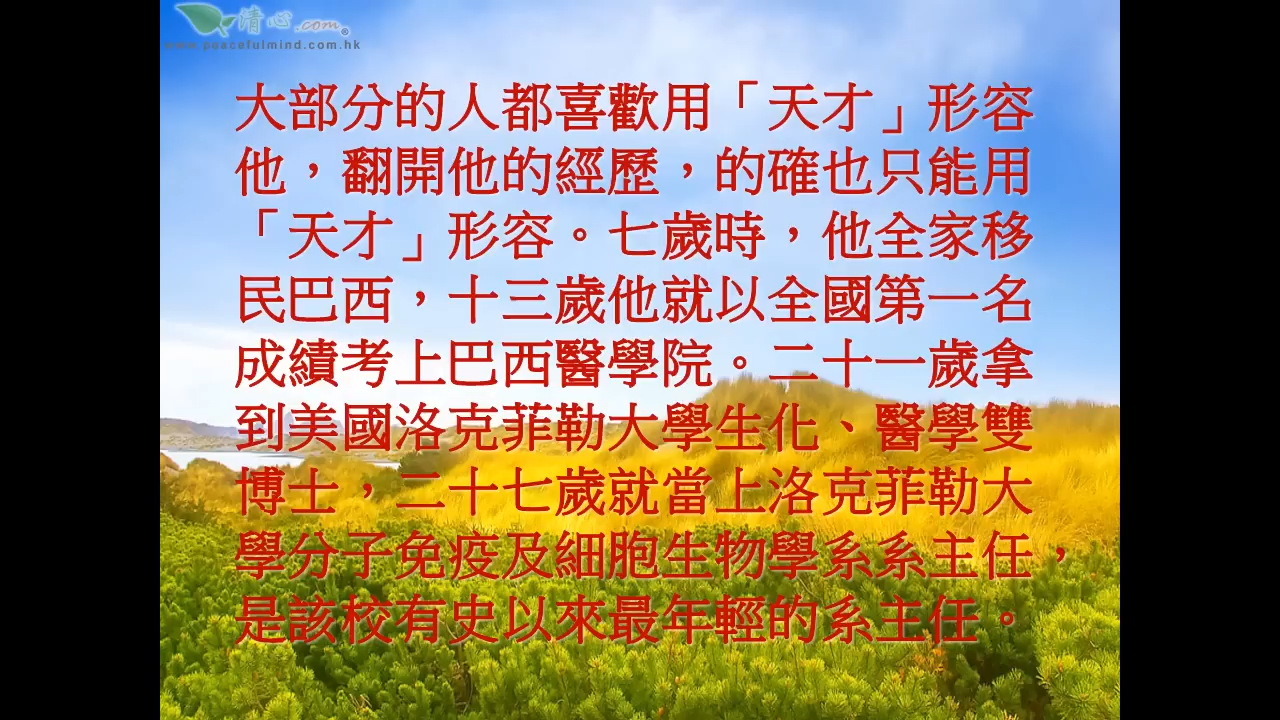 清心.com®
www.peacefulmind.com.hk
大部分的人都喜歡用「天才」形容
他，翻開他的經歷，的確也只能用
「天才」形容。七歲時，他全家移
民巴西，十三歲他就以全國第一名
成績考上巴西醫學院。二十一歲拿
到美國洛克菲勒大學生化、醫學雙
博士，二十七歲就當上洛克菲勒大
學分子免疫及細胞生物學系系主任，
是該校有史以來最年輕的系主任。